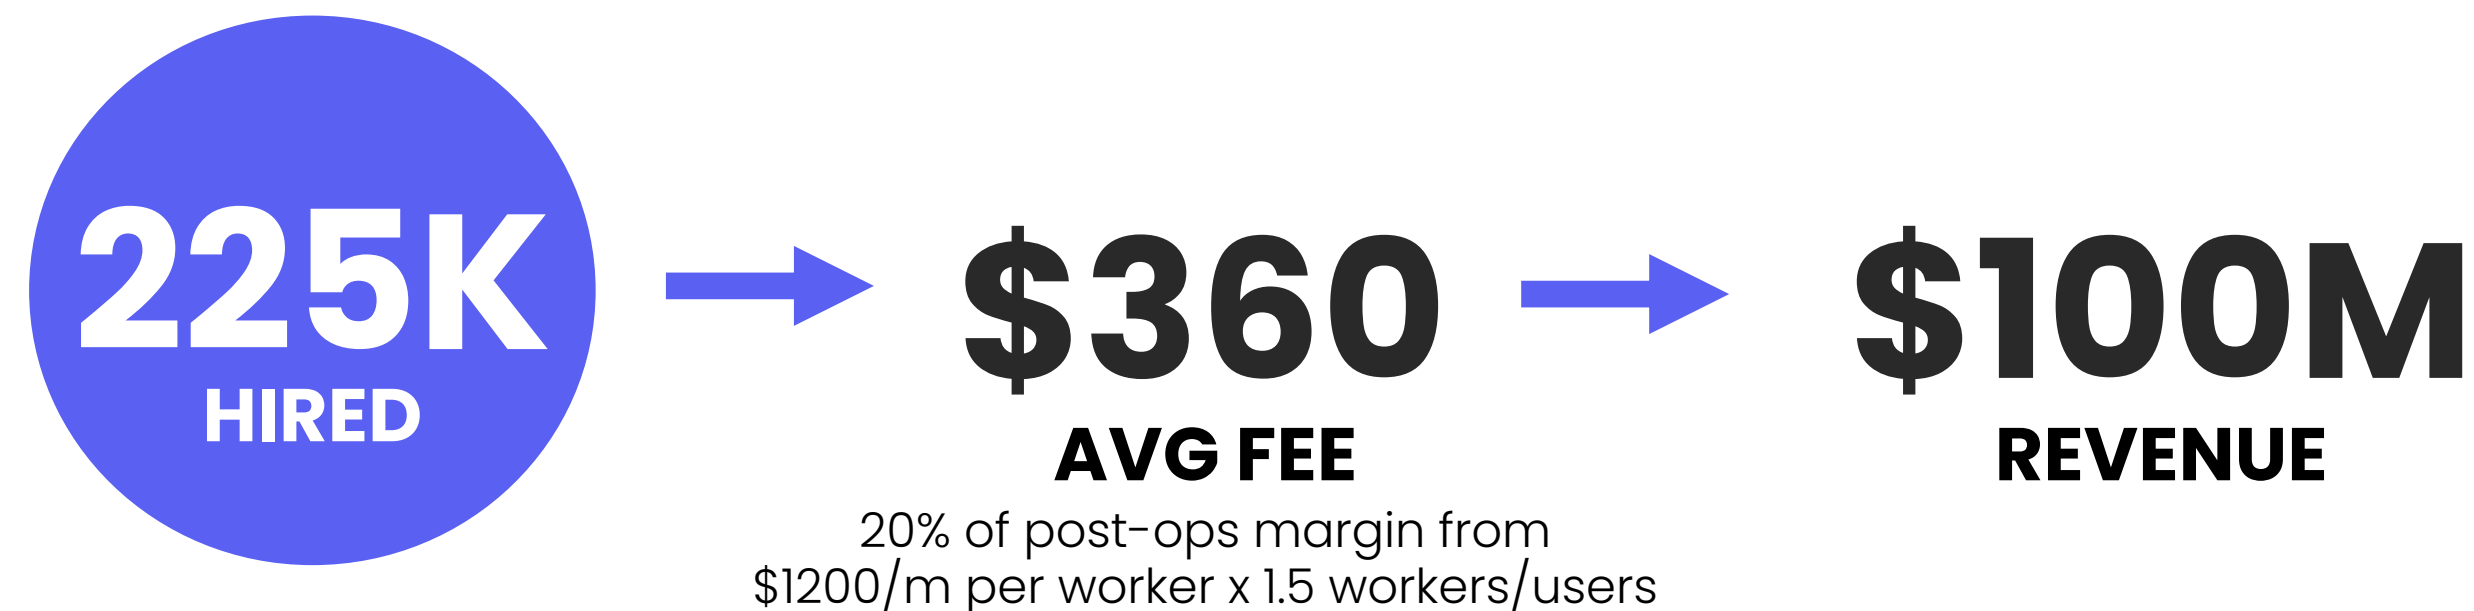 225K
HIRED
$360
AVG FEE
20% of post-ops margin from
$1200/m per worker x 1.5 workers/users
$100M
REVENUE